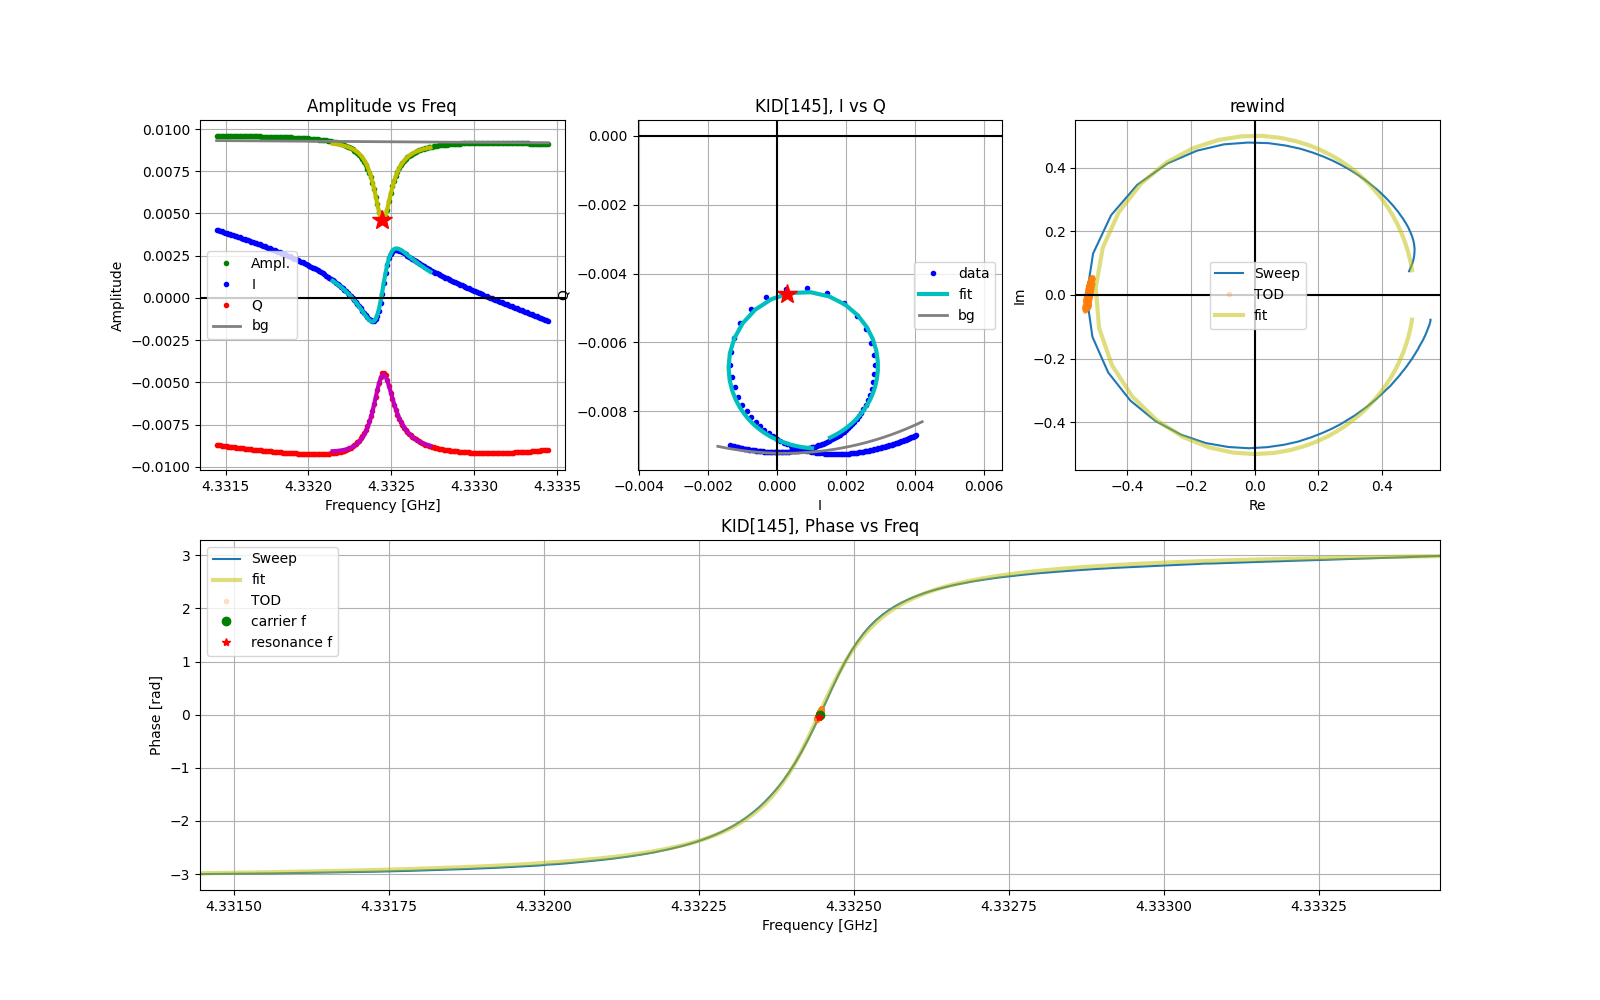 Amplitude vs Freq
0.0100
0.0075
0.0050
0.0025
0.0000
−0.0025
−0.0050
−0.0075
−0.0100
Amplitude
Ampl.
I
Q
bg
4.3315
4.3320
4.3325
4.3330
4.3335
Frequency [GHz]
KID[145], I vs Q
0.000
−0.002
−0.004
−0.006
−0.008
Q
data
fit
bg
−0.004
−0.002
0.000
0.002
0.004
0.006
I
rewind
0.4
0.2
0.0
−0.2
−0.4
Im
Sweep
TOD
fit
−0.4
−0.2
0.0
0.2
0.4
Re
KID[145], Phase vs Freq
3
2
1
0
−1
−2
−3
Phase [rad]
Sweep
fit
TOD
carrier f
resonance f
4.33150
4.33175
4.33200
4.33225
4.33250
4.33275
4.33300
4.33325
Frequency [GHz]